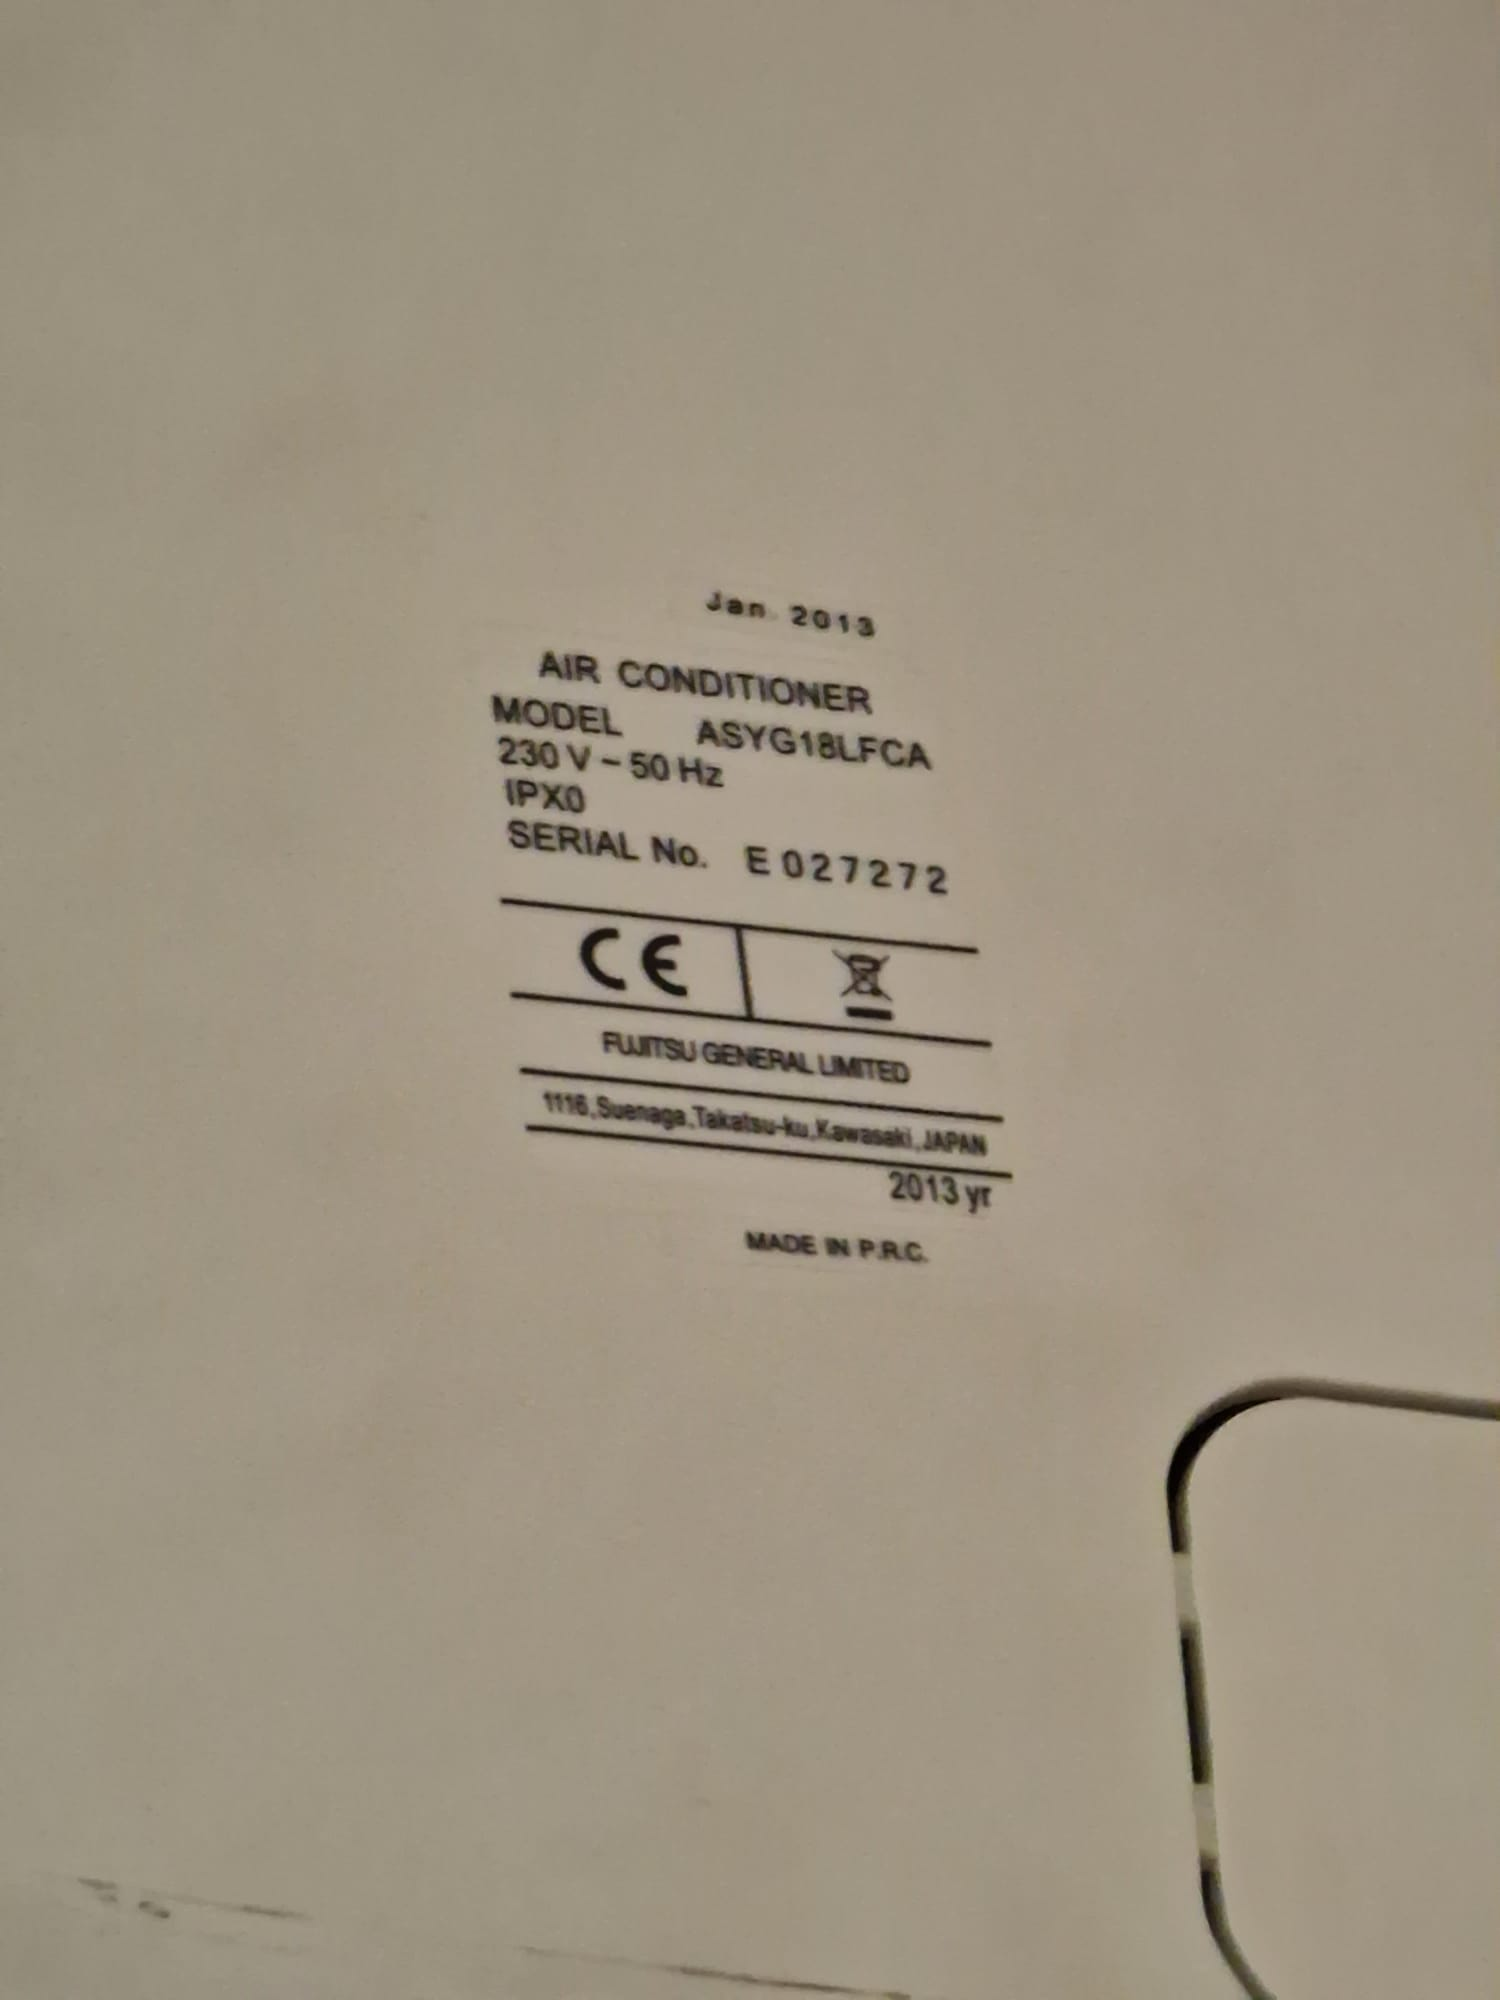 Jan. 2013
AIR CONDITIONER
MODEL ASYG18LFCA
230 V ~ 50 Hz
IPX0
SERIAL No. E 027272
CE
FUJITSU GENERAL LIMITED
1116,Suenaga,Takatsu-ku,Kawasaki,JAPAN
2013 yr
MADE IN P.R.C.